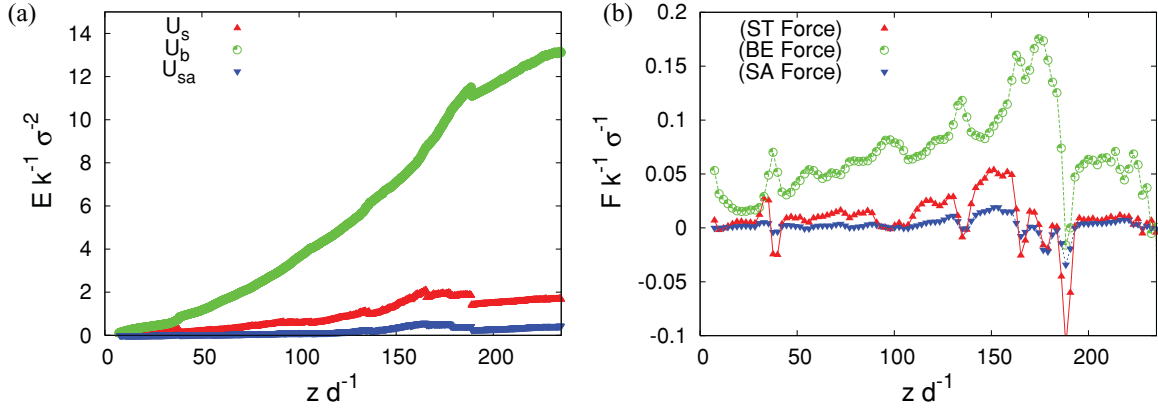 (a)
14
12
10
8
6
4
2
0
E k⁻¹ σ⁻²
U_s
U_b
U_sa
0 50 100 150 200
z d⁻¹
(b)
0.2
0.15
0.1
0.05
0
-0.05
-0.1
F k⁻¹ σ⁻¹
(ST Force)
(BE Force)
(SA Force)
0 50 100 150 200
z d⁻¹